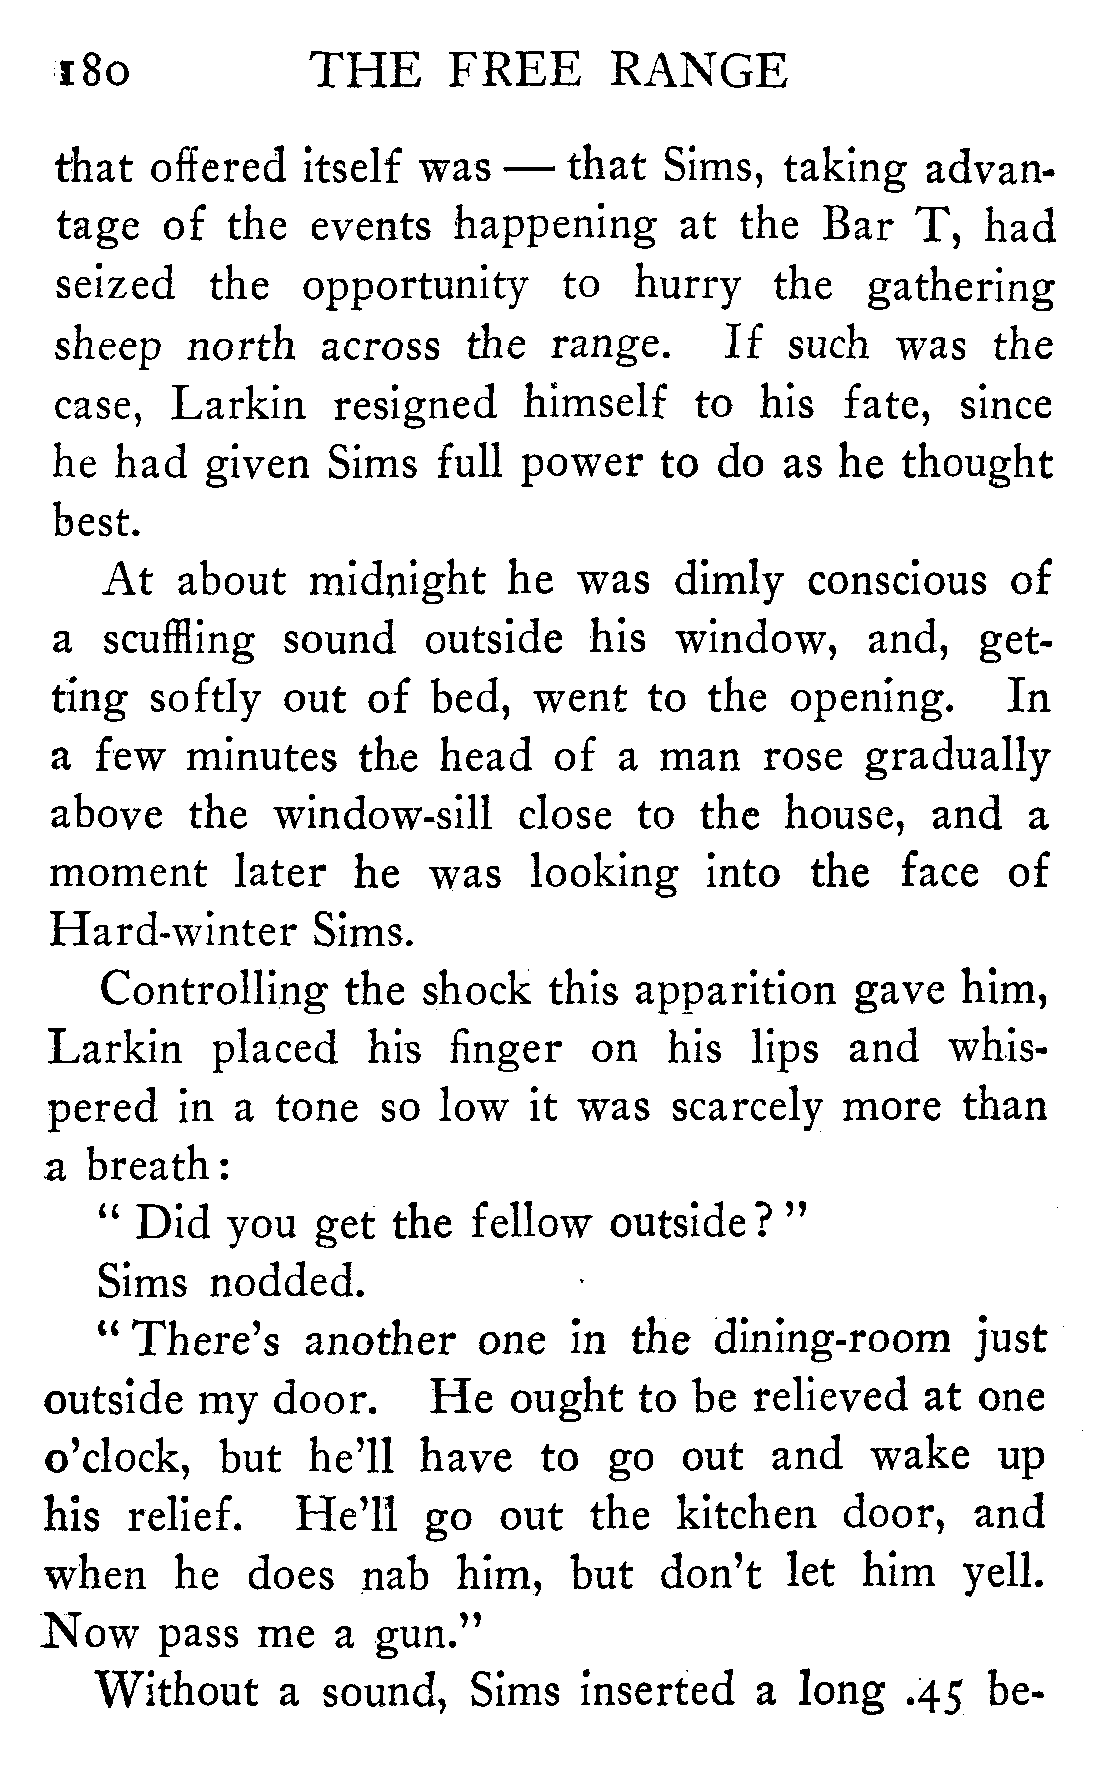 180 THE FREE RANGE
that offered itself was — that Sims, taking advan-
tage of the events happening at the Bar T, had
seized the opportunity to hurry the gathering
sheep north across the range. If such was the
case, Larkin resigned himself to his fate, since
he had given Sims full power to do as he thought
best.
At about midnight he was dimly conscious of
a scuffling sound outside his window, and, get-
ting softly out of bed, went to the opening. In
a few minutes the head of a man rose gradually
above the window-sill close to the house, and a
moment later he was looking into the face of
Hard-winter Sims.
Controlling the shock this apparition gave him,
Larkin placed his finger on his lips and whis-
pered in a tone so low it was scarcely more than
a breath:
" Did you get the fellow outside? "
Sims nodded.
" There's another one in the dining-room just
outside my door. He ought to be relieved at one
o'clock, but he'll have to go out and wake up
his relief. He'll go out the kitchen door, and
when he does nab him, but don't let him yell.
Now pass me a gun."
Without a sound, Sims inserted a long .45 be-